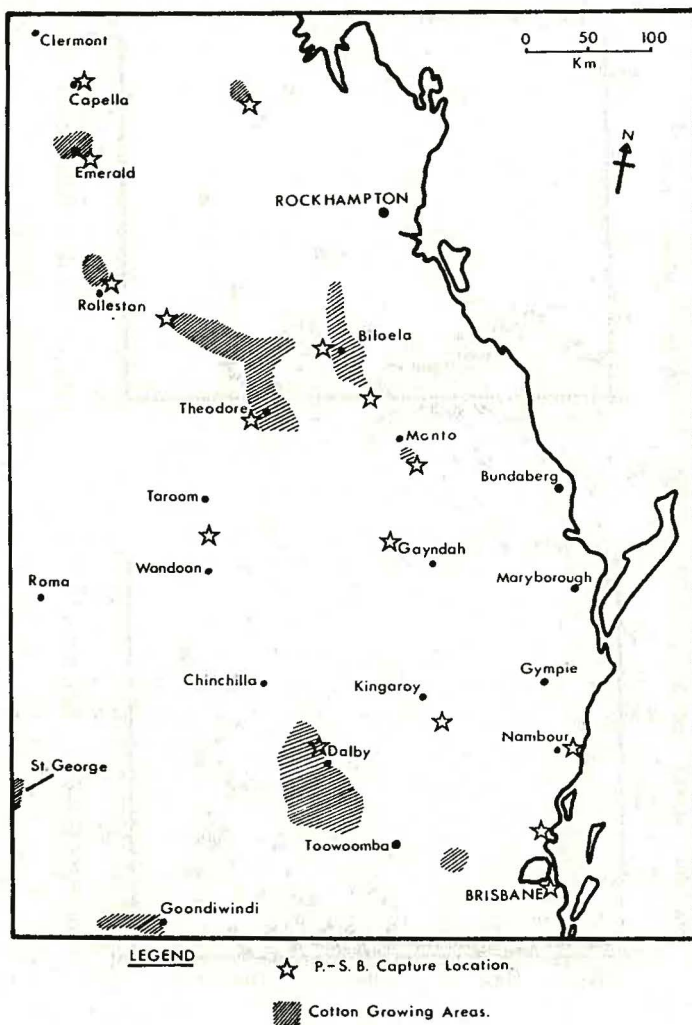 Clermont
0 50 100
Km
Capella
N
Emerald
ROCKHAMPTON
Rolleston
Biloela
Theodore
Monto
Bundaberg
Taroom
Gayndah
Wandoan
Roma
Maryborough
Chinchilla
Gympie
Kingaroy
Nambour
Dalby
St. George
Toowoomba
BRISBANE
Goondiwindi
LEGEND
P.-S.B. Capture Location.
Cotton Growing Areas.